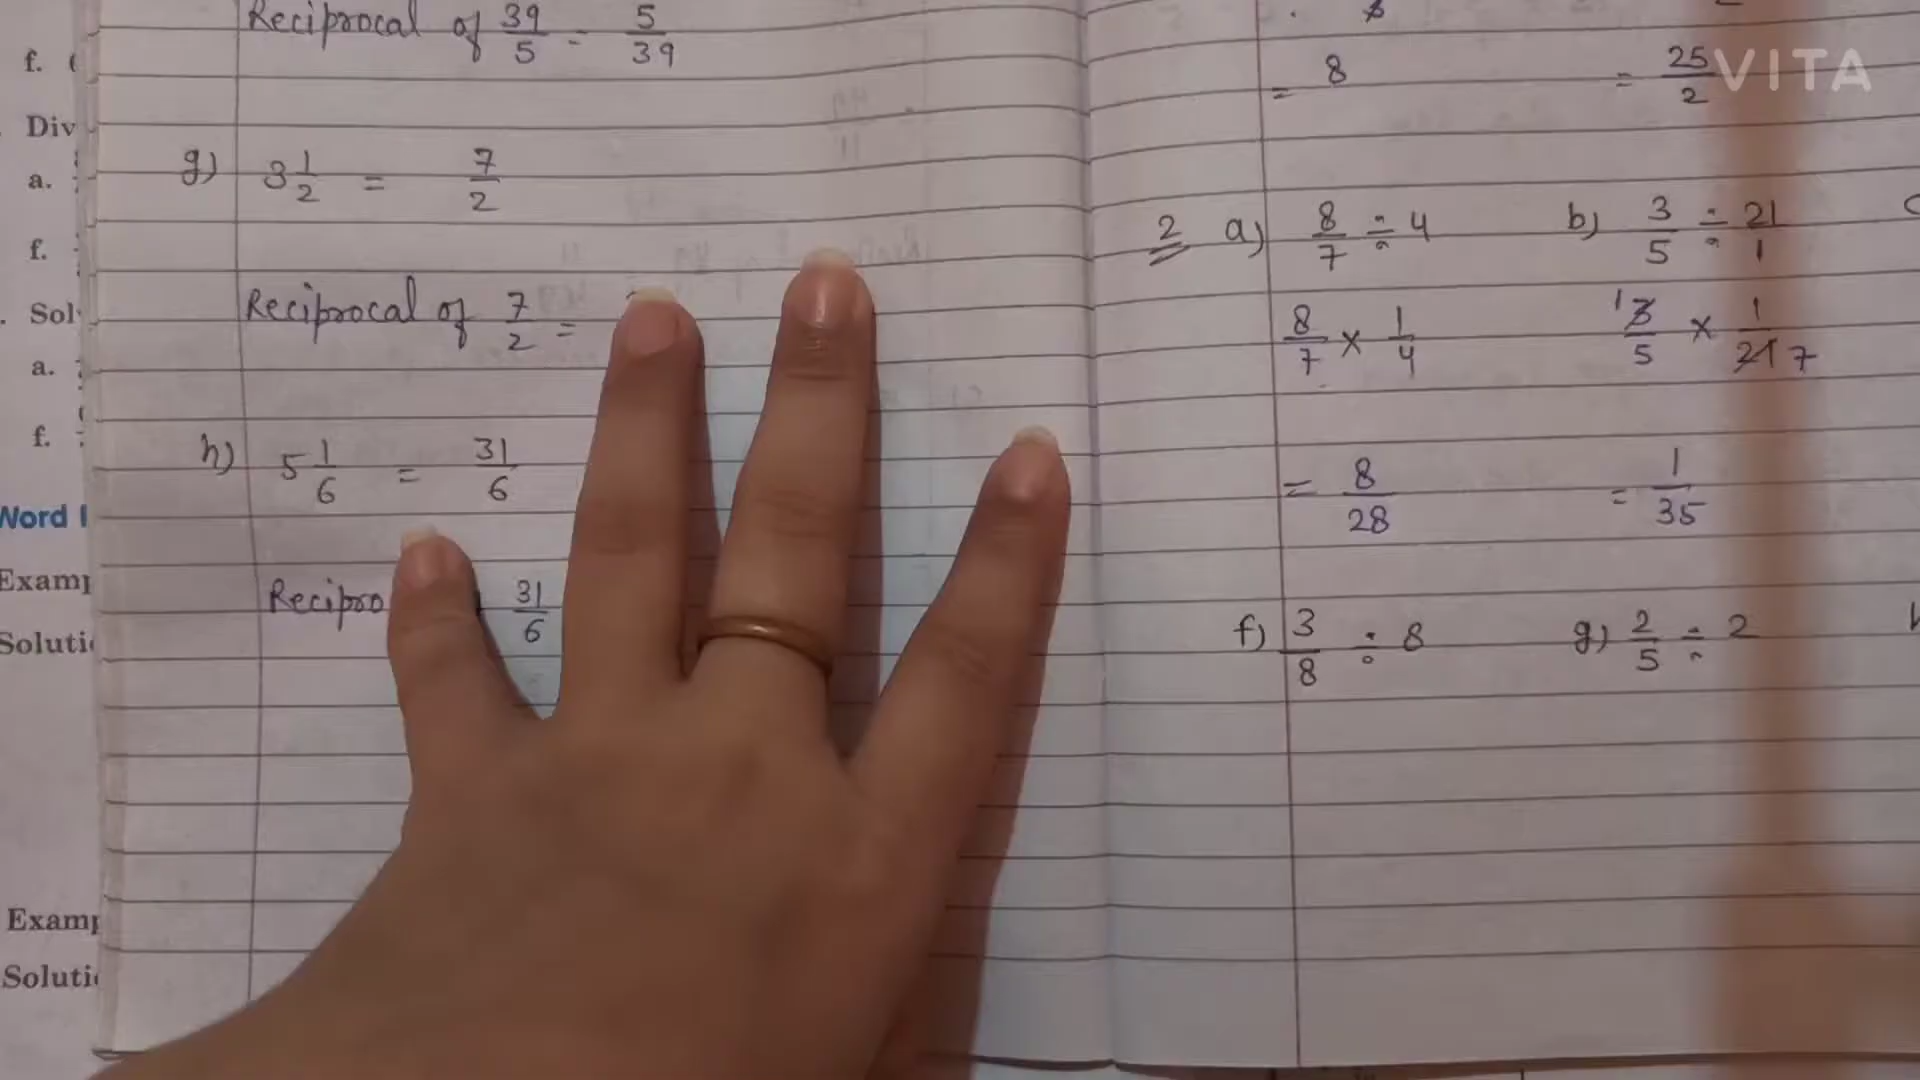 f.
Div
a.
f.
Sol
a.
f.
Word
Examp
Soluti
Examp
Soluti
Reciprocal of 39/5 = 5/39
g) 3 1/2 = 7/2
Reciprocal of 7/2 =
h) 5 1/6 = 31/6
Recipro 31/6
= 8 = 25/2
VITA
2 a) 8/7 ÷ 4 b) 3/5 ÷ 21/1
8/7 × 1/4 1 3/5 × 1/21 7
= 8/28 = 1/35
f) 3/8 ÷ 8 g) 2/5 ÷ 2